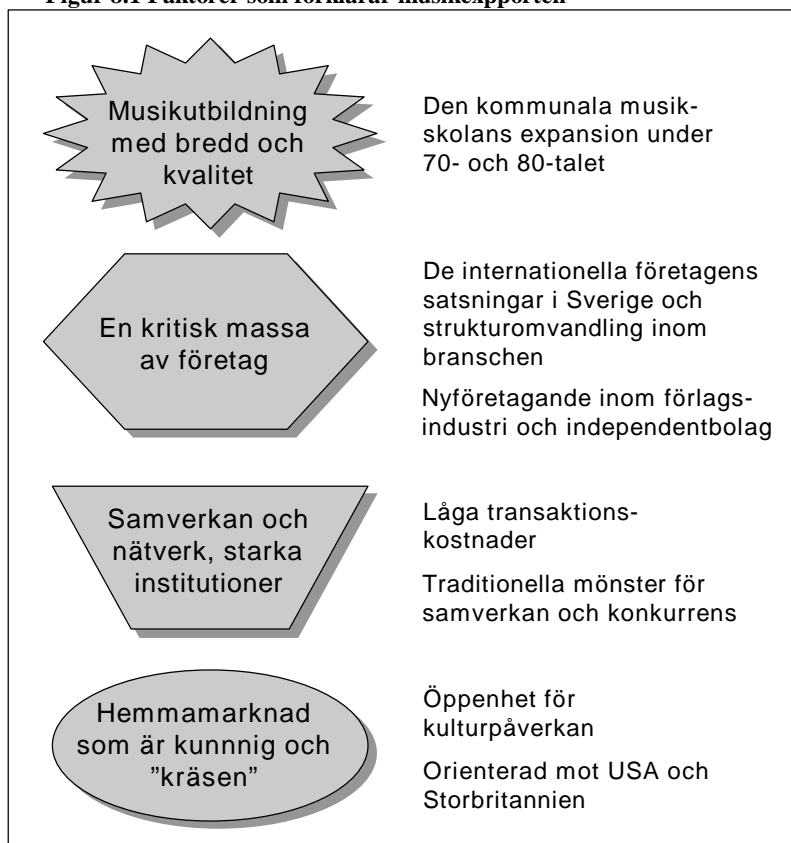 Figur 8.1 Faktorer som förklarar musikexpporten
Musikutbildning
med bredd och
kvalitet
Den kommunala musik-
skolans expansion under
70- och 80-talet
En kritisk massa
av företag
De internationella företagens
satsningar i Sverige och
strukturomvandling inom
branschen
Nyföretagande inom förlags-
industri och independentbolag
Samverkan och
nätverk, starka
institutioner
Låga transaktions-
kostnader
Traditionella mönster för
samverkan och konkurrens
Hemmamarknad
som är kunnnig och
”kräsen”
Öppenhet för
kulturpåverkan
Orienterad mot USA och
Storbritannien